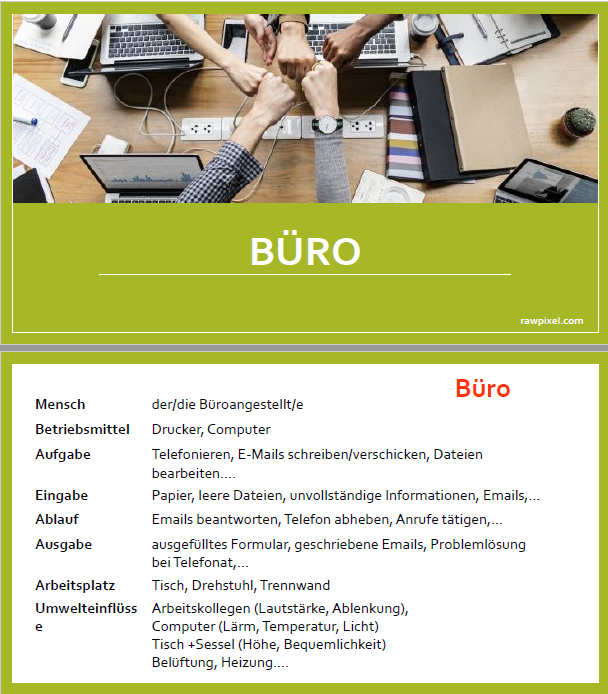 BÜRO
rawpixel.com
Büro
Mensch der/die Büroangestellt/e
Betriebsmittel Drucker, Computer
Aufgabe Telefonieren, E-Mails schreiben/verschicken, Dateien
bearbeiten....
Eingabe Papier, leere Dateien, unvollständige Informationen, Emails,...
Ablauf Emails beantworten, Telefon abheben, Anrufe tätigen,...
Ausgabe ausgefülltes Formular, geschriebene Emails, Problemlösung
bei Telefonat,...
Arbeitsplatz Tisch, Drehstuhl, Trennwand
Umwelteinflüss Arbeitskollegen (Lautstärke, Ablenkung),
e Computer (Lärm, Temperatur, Licht)
Tisch +Sessel (Höhe, Bequemlichkeit)
Belüftung, Heizung....